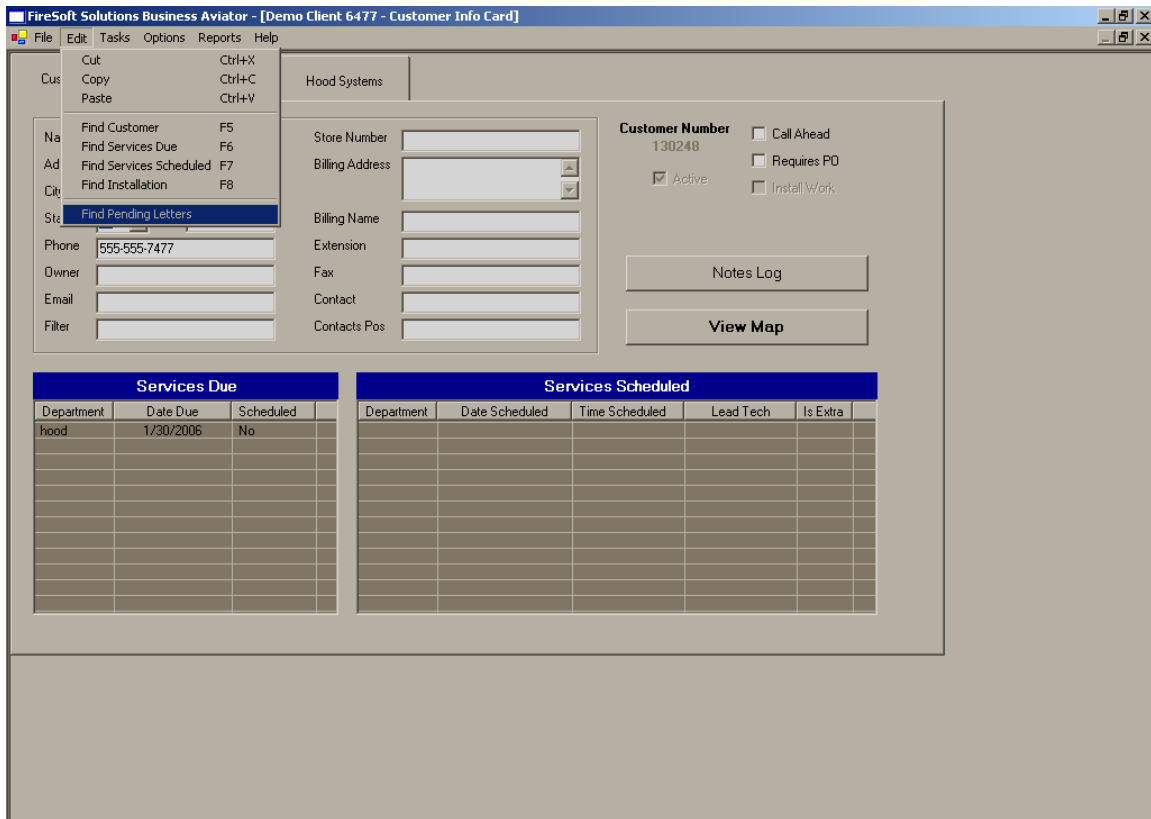 FireSoft Solutions Business Aviator - [Demo Client 6477 - Customer Info Card]
File Edit Tasks Options Reports Help
Cut Ctrl+X
Copy Ctrl+C
Paste Ctrl+V
Find Customer F5
Find Services Due F6
Find Services Scheduled F7
Find Installation F8
Find Pending Letters
Cus
Hood Systems
Na
Ad
City
Sta
Phone 555-555-7477
Owner
Email
Filter
Store Number
Billing Address
Billing Name
Extension
Fax
Contact
Contacts Pos
Customer Number
130248
Active
Call Ahead
Requires PO
Install Work
Notes Log
View Map
Services Due
Department Date Due Scheduled
hood 1/30/2006 No
Services Scheduled
Department Date Scheduled Time Scheduled Lead Tech Is Extra